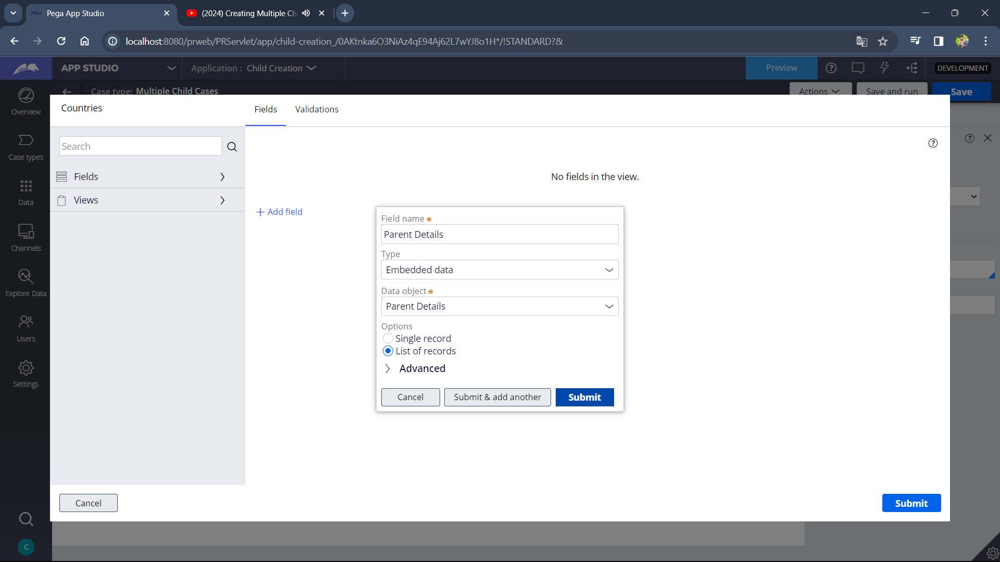 PEGA Pega App Studio
(2024) Creating Multiple Ch
localhost:8080/prweb/PRServlet/app/child-creation_/0AKtnka6O3NiAz4qE94Aj62L7wYJ8o1H*/!STANDARD?&
APP STUDIO
Application : Child Creation
Preview
DEVELOPMENT
Case type: Multiple Child Cases
Actions
Save and run
Save
Overview
Case types
Data
Channels
Explore Data
Users
Settings
C
Countries
Fields
Validations
Search
Fields
Views
No fields in the view.
Add field
Field name
Parent Details
Type
Embedded data
Data object
Parent Details
Options
Single record
List of records
Advanced
Cancel
Submit & add another
Submit
Cancel
Submit